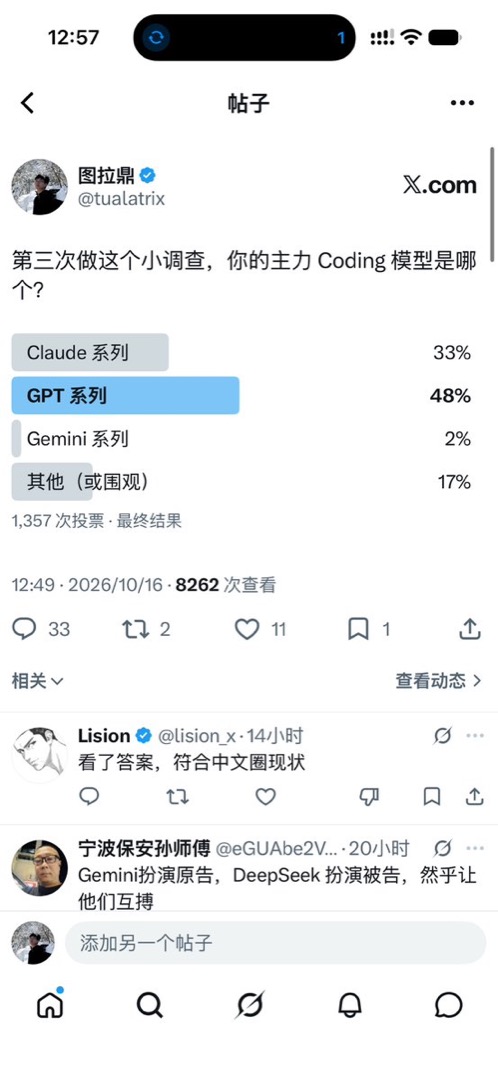 12:57
1
帖子
图拉鼎
@tualatrix
X.com
第三次做这个小调查，你的主力 Coding 模型是哪
个？
Claude 系列 33%
GPT 系列 48%
Gemini 系列 2%
其他（或围观） 17%
1,357 次投票 · 最终结果
12:49 · 2026/10/16 · 8262 次查看
33 2 11 1
相关 查看动态
Lision @lision_x · 14小时
看了答案，符合中文圈现状
宁波保安孙师傅 @eGUAbe2V... · 20小时
Gemini扮演原告，DeepSeek 扮演被告，然乎让
他们互搏
添加另一个帖子